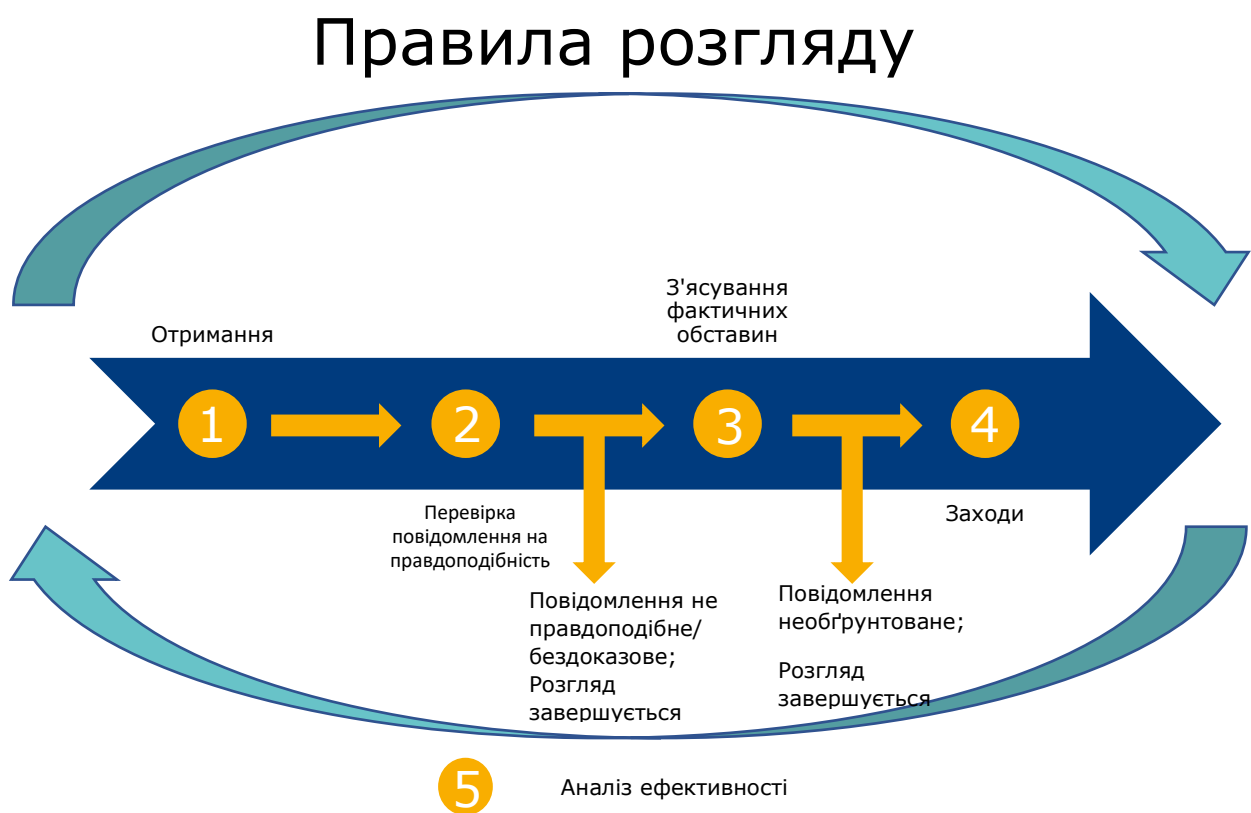 Правила розгляду
Отримання
З'ясування
фактичних
обставин
1
2
3
4
Перевірка
повідомлення на
правдоподібність
Заходи
Повідомлення не
правдоподібне/
бездоказове;
Розгляд
завершується
Повідомлення
необґрунтоване;
Розгляд
завершується
5
Аналіз ефективності